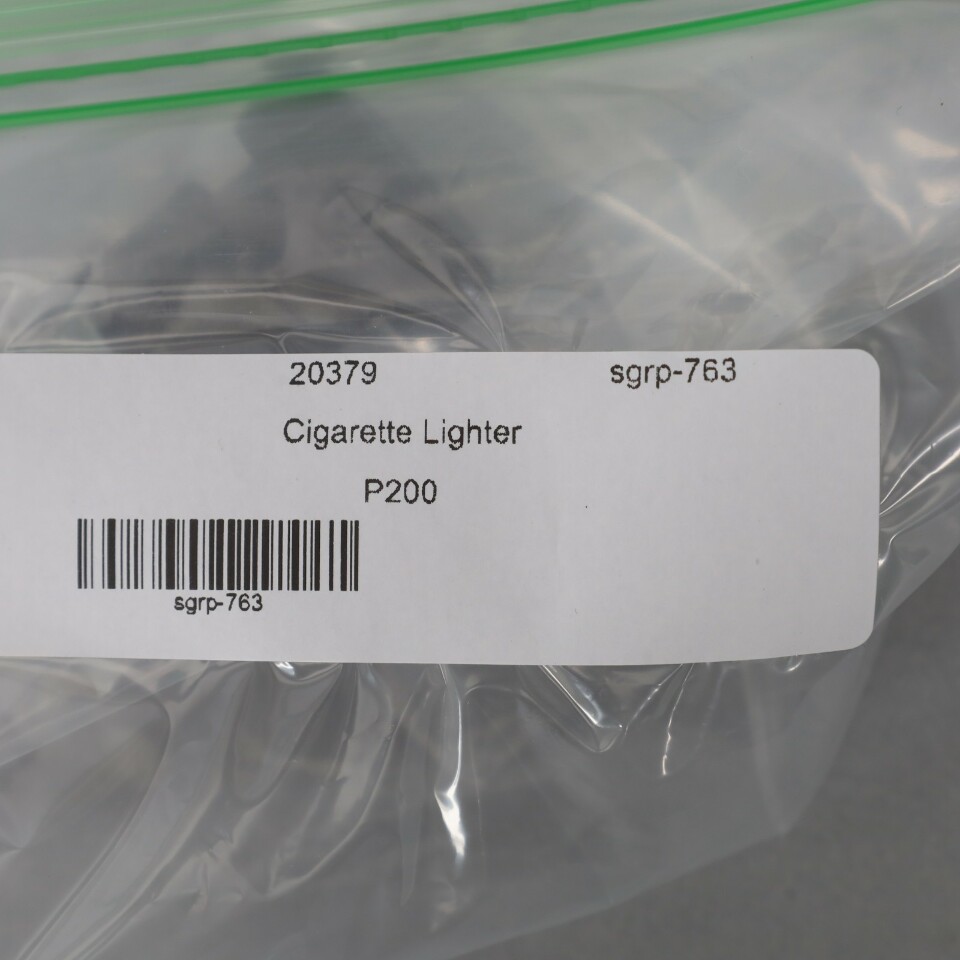 20379 sgrp-763
Cigarette Lighter
P200
sgrp-763